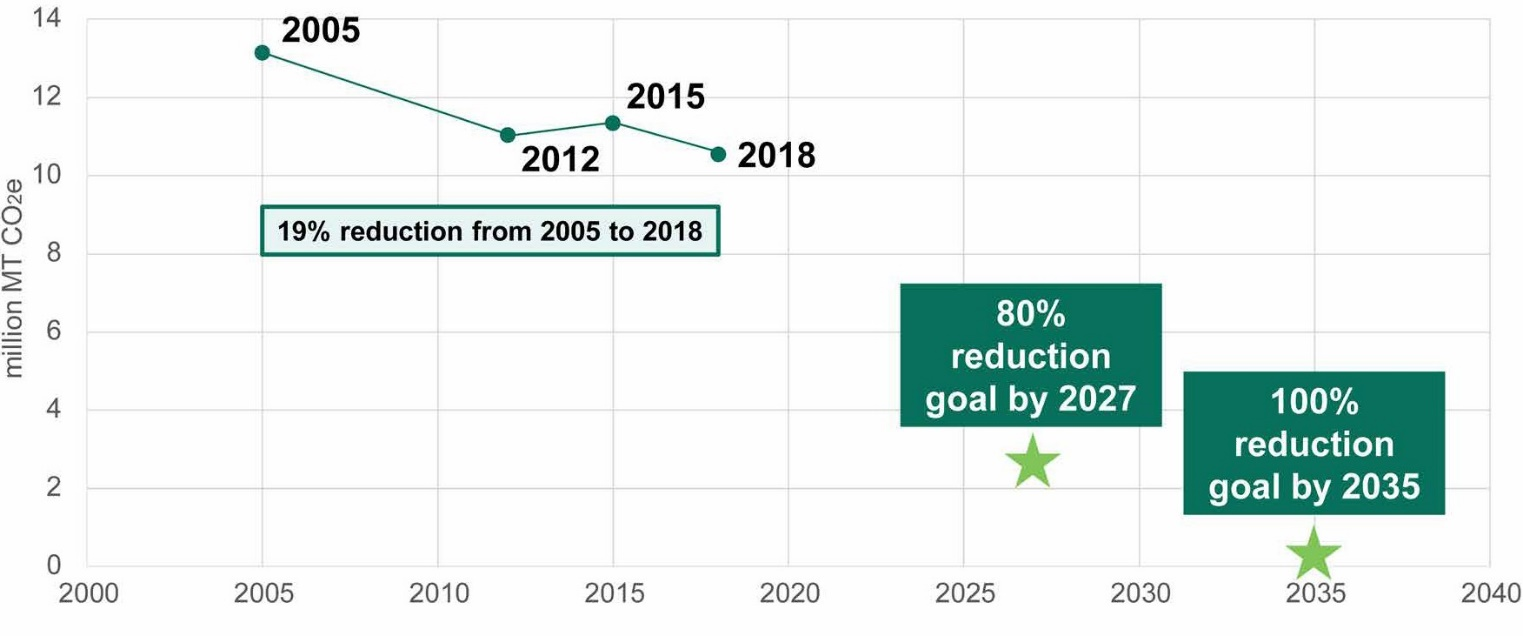 14
2005
12
2015
2012
2018
10
million MT CO2e
19% reduction from 2005 to 2018
8
80%
reduction
goal by 2027
6
100%
reduction
goal by 2035
4
2
0
2000 2005 2010 2015 2020 2025 2030 2035 2040